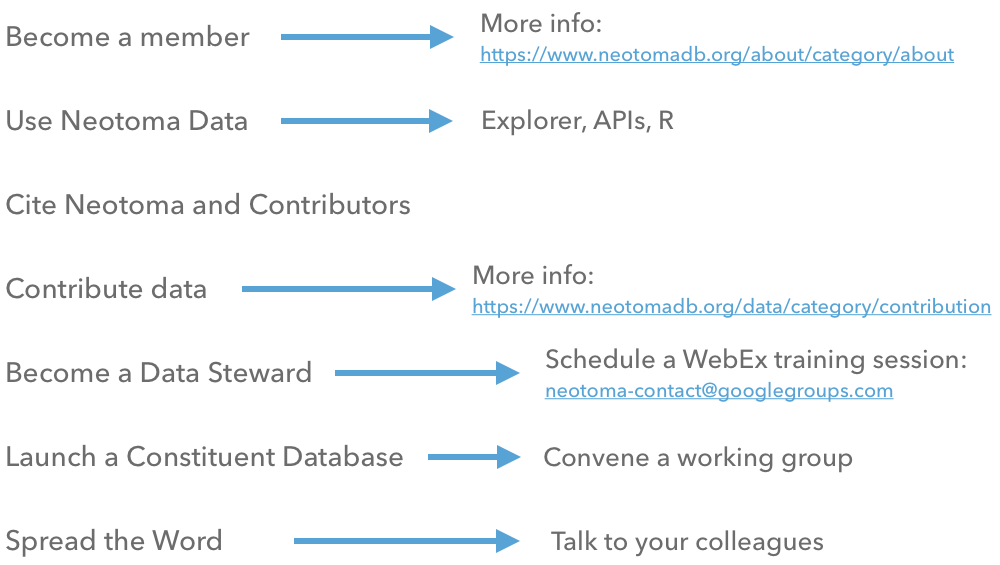 Become a member
More info:
https://www.neotomadb.org/about/category/about
Use Neotoma Data
Explorer, APIs, R
Cite Neotoma and Contributors
Contribute data
More info:
https://www.neotomadb.org/data/category/contribution
Become a Data Steward
Schedule a WebEx training session:
neotoma-contact@googlegroups.com
Launch a Constituent Database
Convene a working group
Spread the Word
Talk to your colleagues